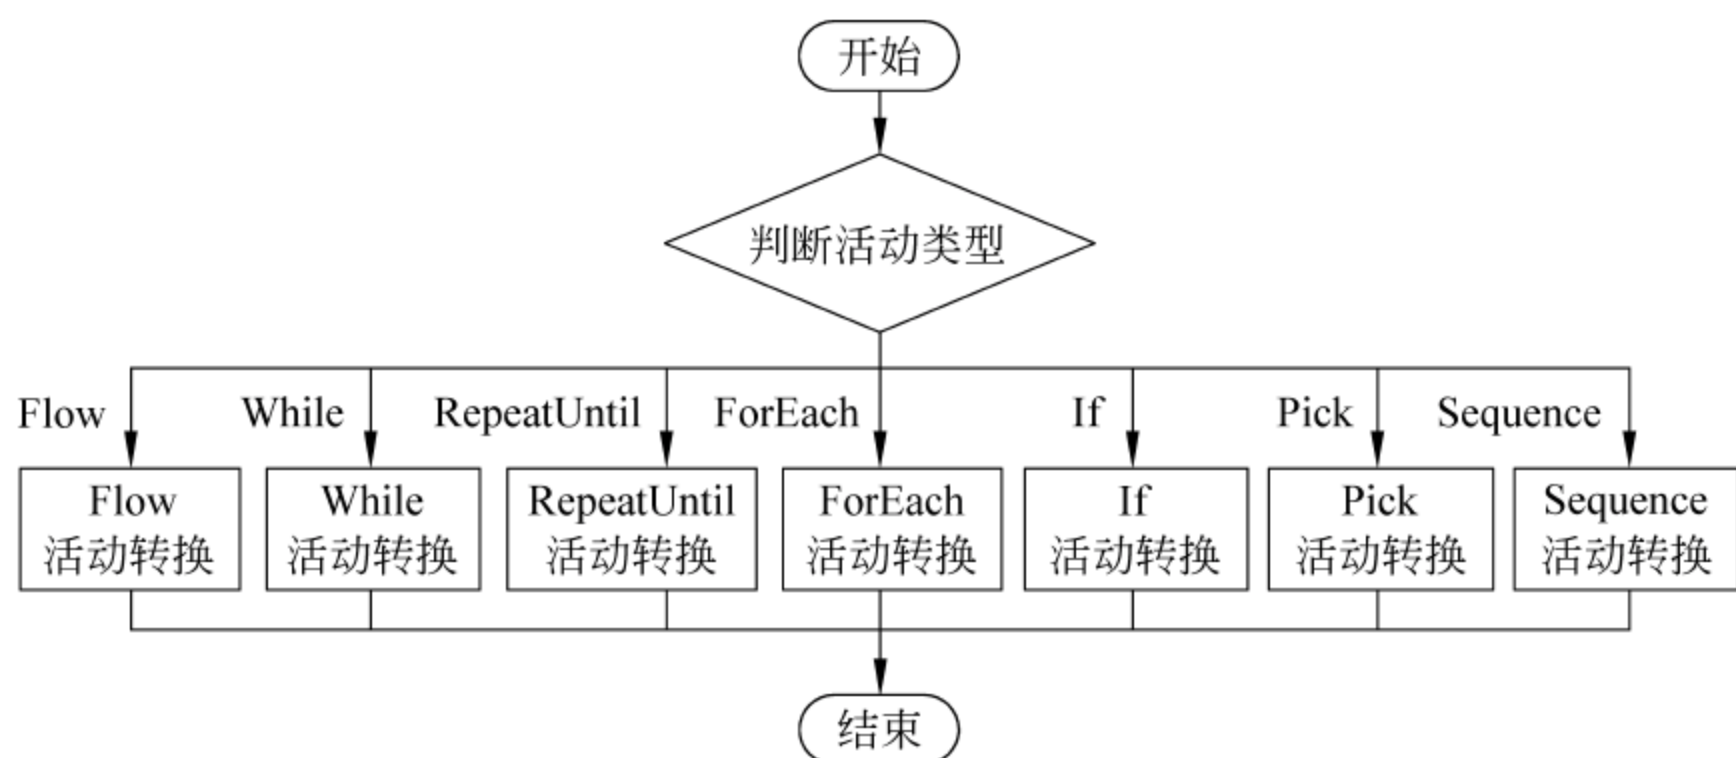 开始
判断活动类型
Flow
While
RepeatUntil
ForEach
If
Pick
Sequence
Flow
活动转换
While
活动转换
RepeatUntil
活动转换
ForEach
活动转换
If
活动转换
Pick
活动转换
Sequence
活动转换
结束